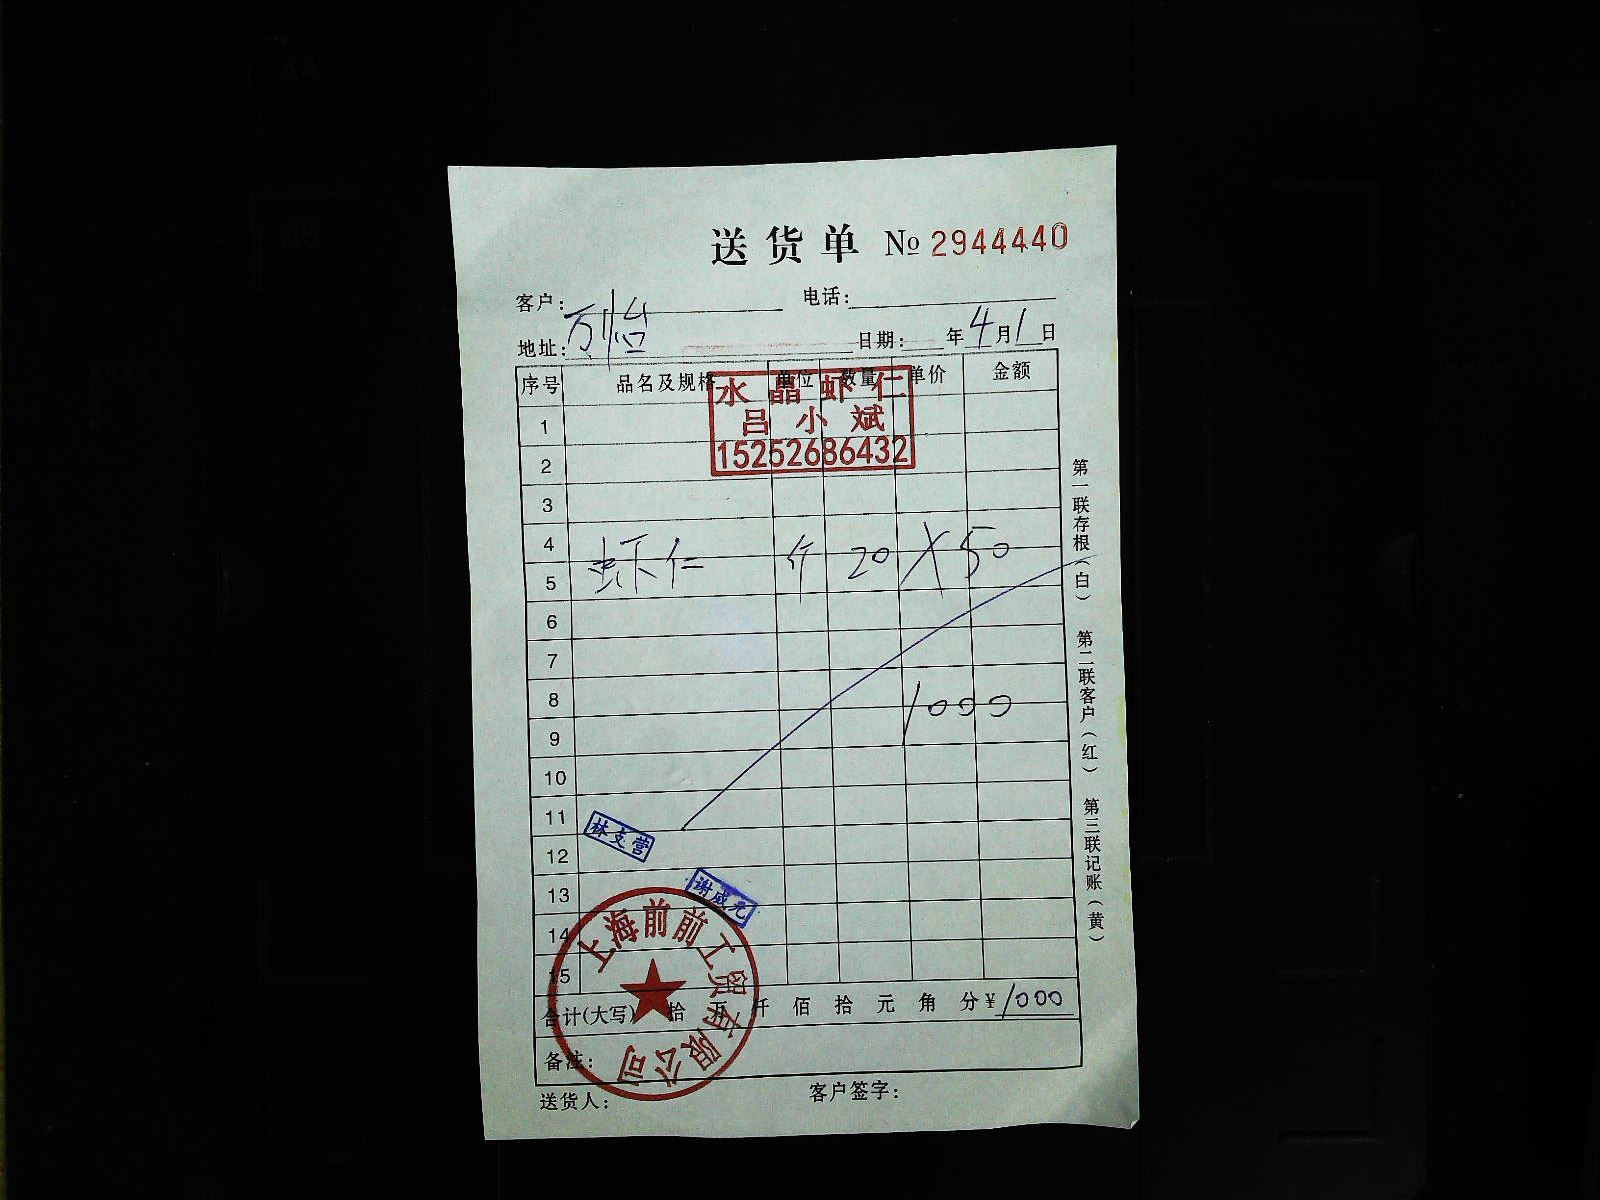 送货单 № 2944440
客户: 万怡 电话:
地址: 日期: 年4月1日
序号 品名及规格 单位 数量 单价 金额
水晶虾仁
吕小斌
15252686432
1
2
3
4
5 虾仁 斤 20 X 50
6
7
8 1000
9
10
11
林支营
12
13
谢成元
14
15
上海前前工贸有限公司
合计(大写) 拾 万 仟 佰 拾 元 角 分 ¥1000
备注:
送货人: 客户签字:
第一联存根(白) 第二联客户(红) 第三联记账(黄)